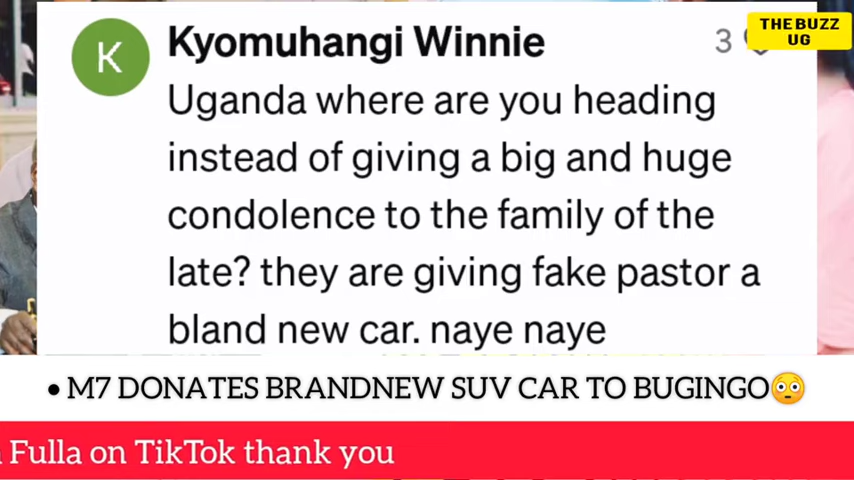 K
Kyomuhangi Winnie
3
THE BUZZ
UG
Uganda where are you heading
instead of giving a big and huge
condolence to the family of the
late? they are giving fake pastor a
bland new car. naye naye
• M7 DONATES BRANDNEW SUV CAR TO BUGINGO😳
Fulla on TikTok thank you